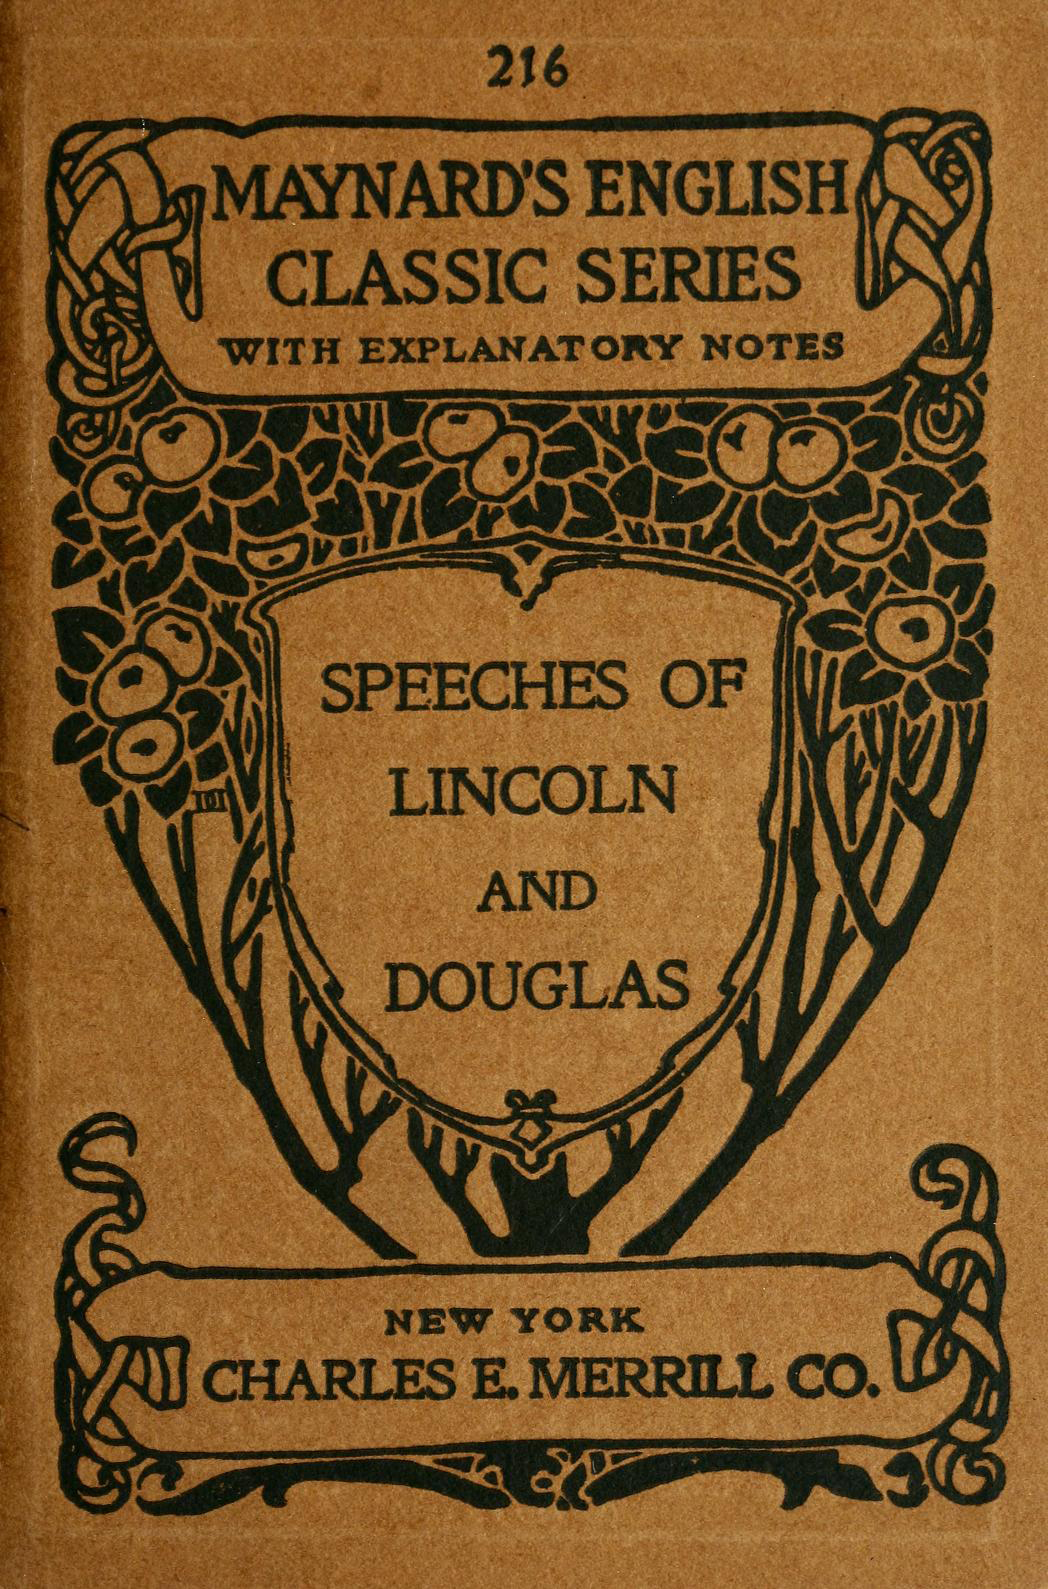 216
MAYNARD'S ENGLISH
CLASSIC SERIES
WITH EXPLANATORY NOTES
SPEECHES OF
LINCOLN
AND
DOUGLAS
NEW YORK
CHARLES E. MERRILL CO.